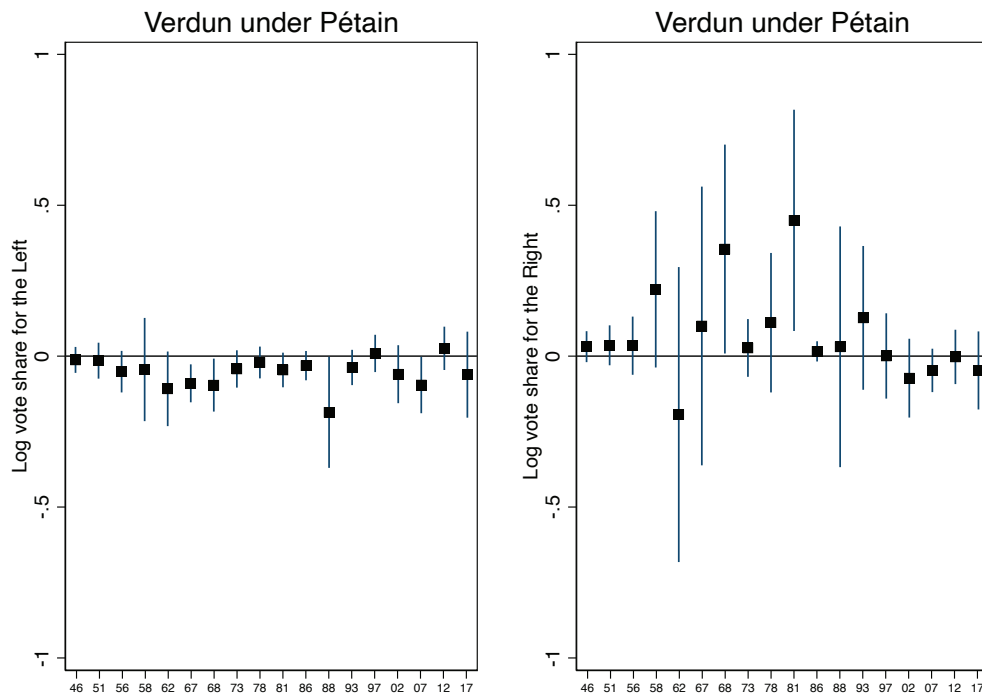 Verdun under Pétain
Log vote share for the Left
1
.5
0
-.5
-1
46 51 56 58 62 67 68 73 78 81 86 88 93 97 02 07 12 17
Verdun under Pétain
Log vote share for the Right
1
.5
0
-.5
-1
46 51 56 58 62 67 68 73 78 81 86 88 93 97 02 07 12 17